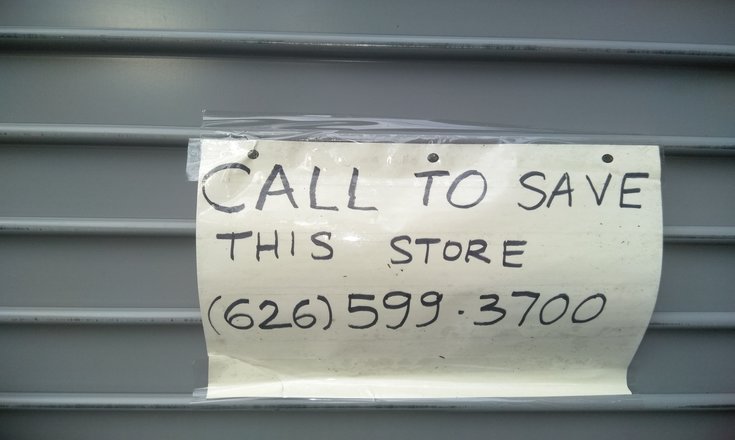 CALL TO SAVE
THIS STORE
(626) 599.3700